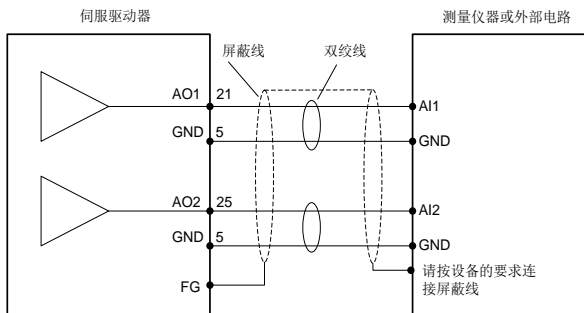 伺服驱动器
测量仪器或外部电路
屏蔽线
双绞线
AO1 21
AI1
GND 5
GND
AO2 25
AI2
GND 5
GND
FG
请按设备的要求连
接屏蔽线